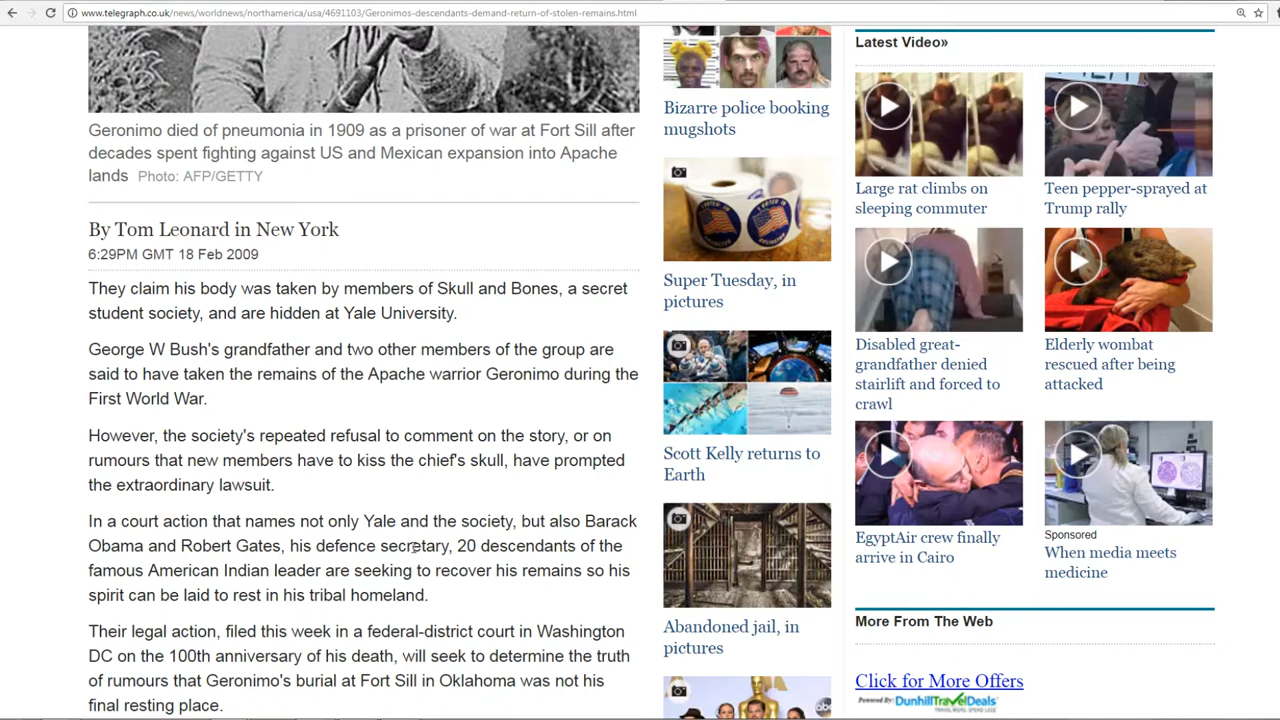 www.telegraph.co.uk/news/worldnews/northamerica/usa/4691103/Geronimos-descendants-demand-return-of-stolen-remains.html
Geronimo died of pneumonia in 1909 as a prisoner of war at Fort Sill after
decades spent fighting against US and Mexican expansion into Apache
lands Photo: AFP/GETTY
By Tom Leonard in New York
6:29PM GMT 18 Feb 2009
They claim his body was taken by members of Skull and Bones, a secret
student society, and are hidden at Yale University.
George W Bush's grandfather and two other members of the group are
said to have taken the remains of the Apache warrior Geronimo during the
First World War.
However, the society's repeated refusal to comment on the story, or on
rumours that new members have to kiss the chief's skull, have prompted
the extraordinary lawsuit.
In a court action that names not only Yale and the society, but also Barack
Obama and Robert Gates, his defence secretary, 20 descendants of the
famous American Indian leader are seeking to recover his remains so his
spirit can be laid to rest in his tribal homeland.
Their legal action, filed this week in a federal-district court in Washington
DC on the 100th anniversary of his death, will seek to determine the truth
of rumours that Geronimo's burial at Fort Sill in Oklahoma was not his
final resting place.
Bizarre police booking
mugshots
Super Tuesday, in
pictures
Scott Kelly returns to
Earth
Abandoned jail, in
pictures
abc
Latest Video»
Large rat climbs on
sleeping commuter
Teen pepper-sprayed at
Trump rally
Disabled great-
grandfather denied
stairlift and forced to
crawl
Elderly wombat
rescued after being
attacked
EgyptAir crew finally
arrive in Cairo
Sponsored
When media meets
medicine
More From The Web
Click for More Offers
Powered By: DunhillTravelDeals